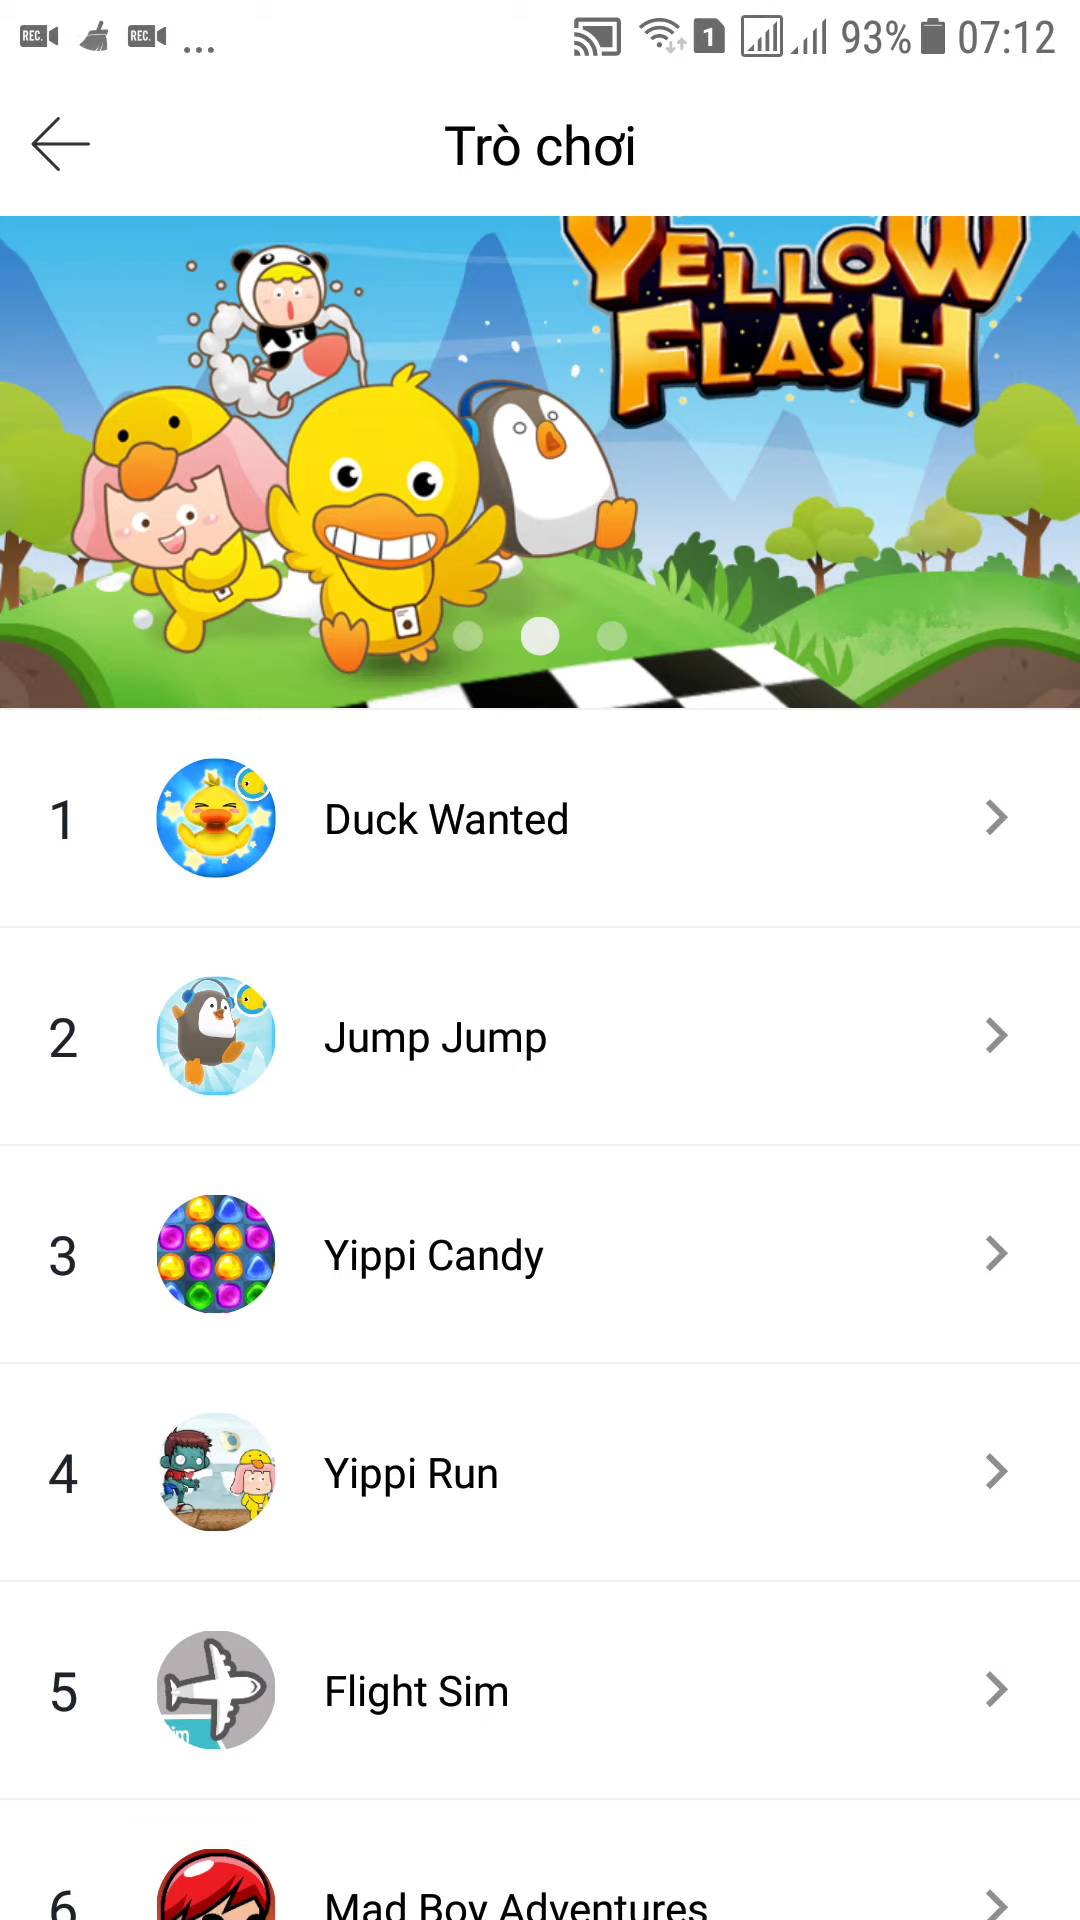 REC. REC. ... 1 93% 07:12
Trò chơi
YELLOW
FLASH
1 Duck Wanted
2 Jump Jump
3 Yippi Candy
4 Yippi Run
5 Flight Sim
im
6 Mad Boy Adventures